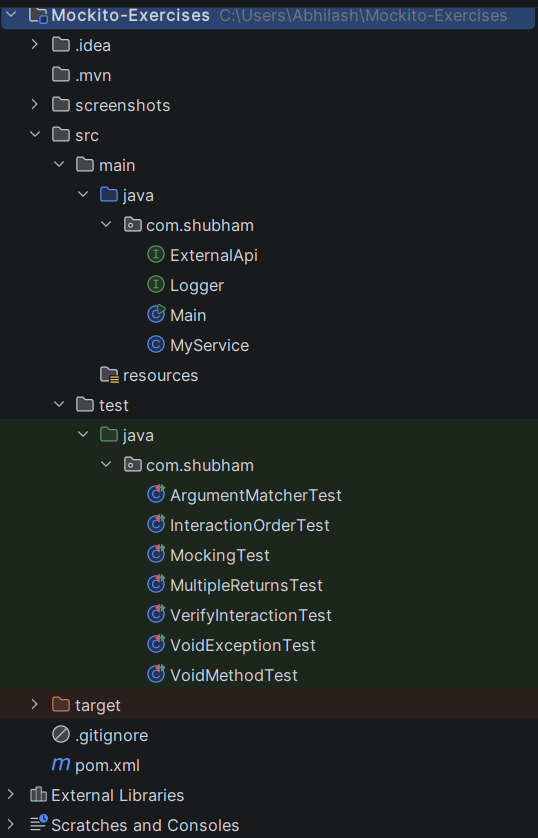 Mockito-Exercises C:\Users\Abhilash\Mockito-Exercises
.idea
.mvn
screenshots
src
main
java
com.shubham
ExternalApi
Logger
Main
MyService
resources
test
java
com.shubham
ArgumentMatcherTest
InteractionOrderTest
MockingTest
MultipleReturnsTest
VerifyInteractionTest
VoidExceptionTest
VoidMethodTest
target
.gitignore
pom.xml
External Libraries
Scratches and Consoles